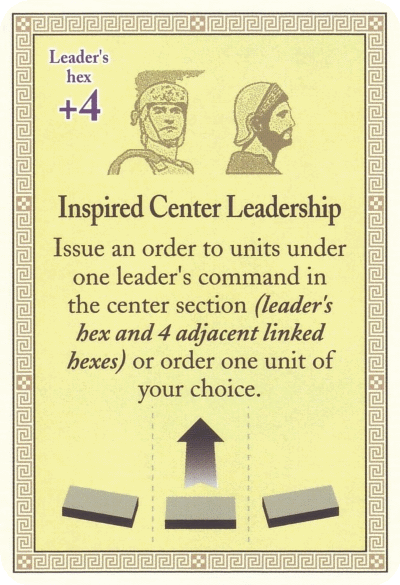 Leader's
hex
+4
Inspired Center Leadership
Issue an order to units under
one leader's command in
the center section (leader's
hex and 4 adjacent linked
hexes) or order one unit of
your choice.